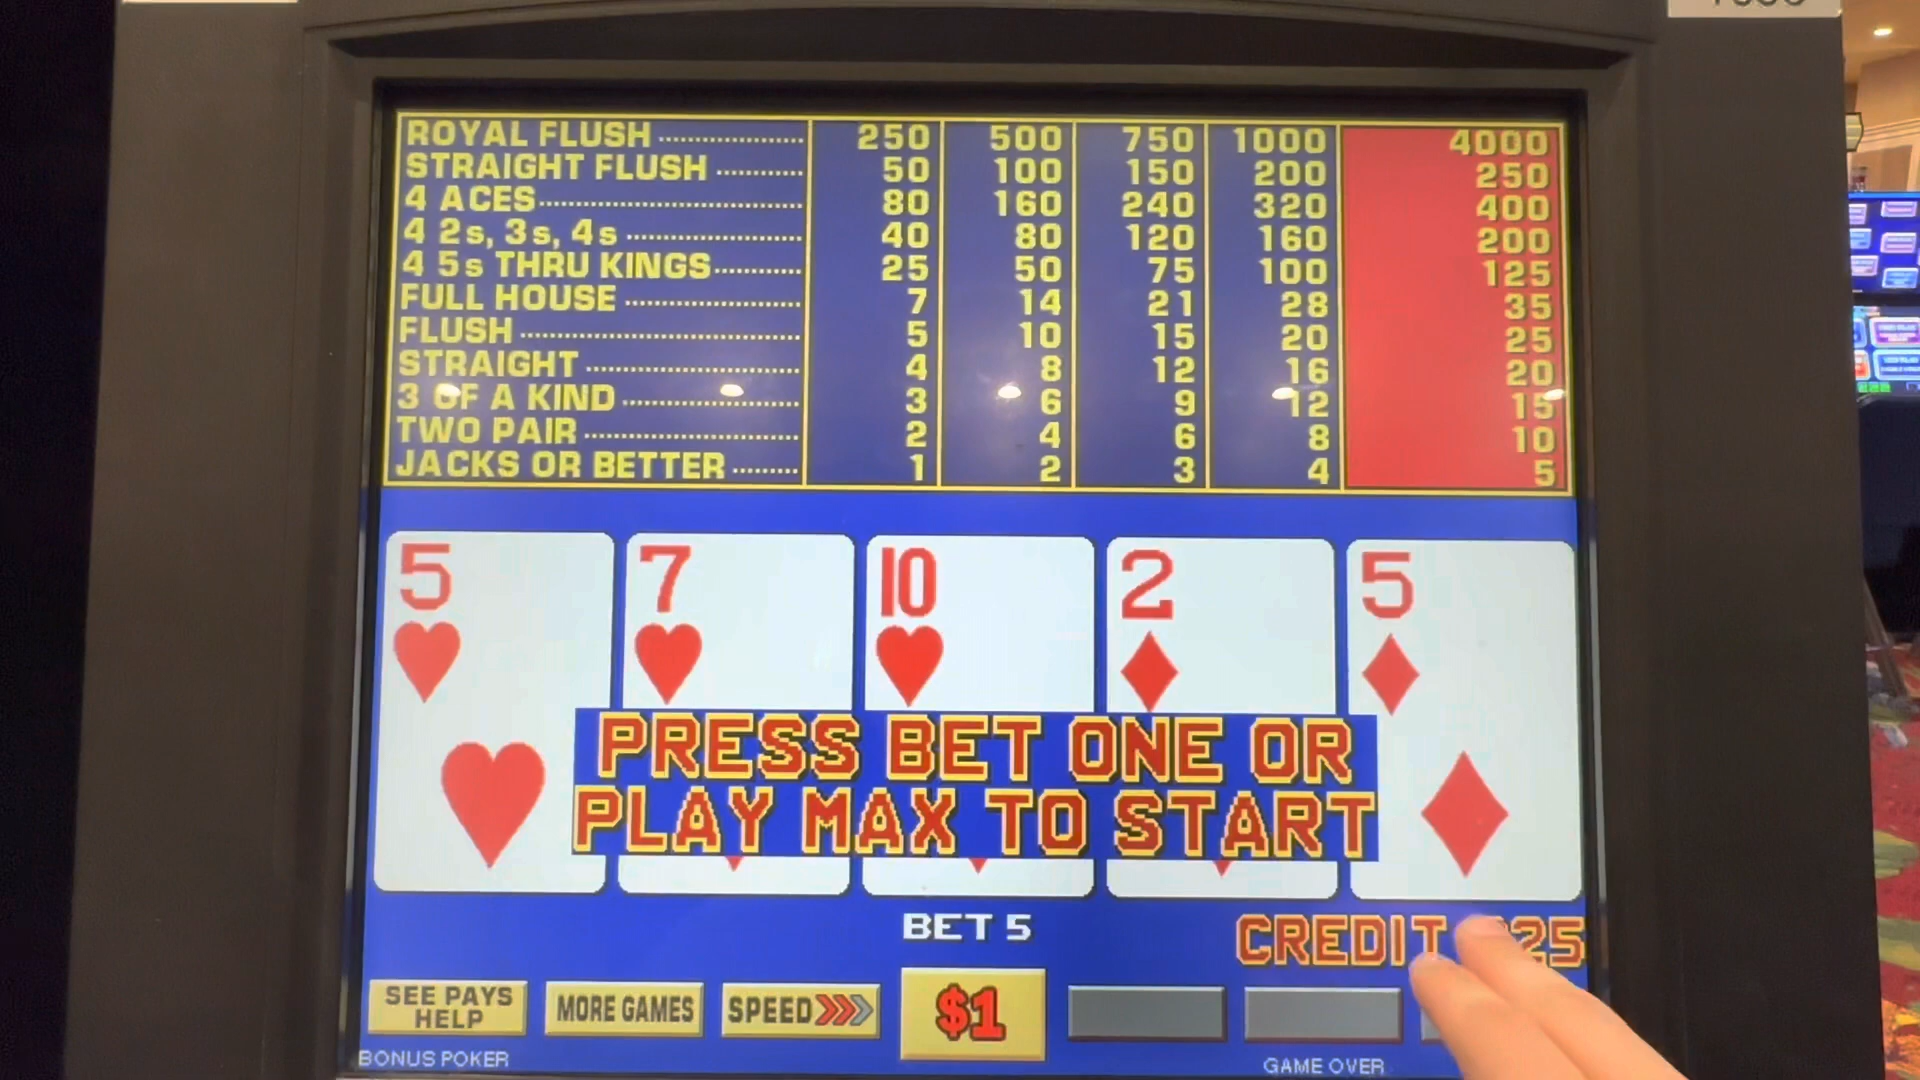 ROYAL FLUSH 250 500 750 1000 4000
STRAIGHT FLUSH 50 100 150 200 250
4 ACES 80 160 240 320 400
4 2s, 3s, 4s 40 80 120 160 200
4 5s THRU KINGS 25 50 75 100 125
FULL HOUSE 7 14 21 28 35
FLUSH 5 10 15 20 25
STRAIGHT 4 8 12 16 20
3 OF A KIND 3 6 9 12 15
TWO PAIR 2 4 6 8 10
JACKS OR BETTER 1 2 3 4 5
5 7 10 2 5
PRESS BET ONE OR
PLAY MAX TO START
BET 5
CREDIT 25
SEE PAYS
HELP
MORE GAMES
SPEED
$1
BONUS POKER
GAME OVER